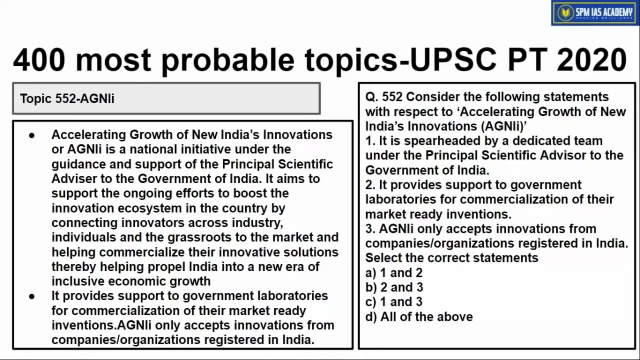 SPM IAS ACADEMY
400 most probable topics-UPSC PT 2020
Topic 552-AGNIi
● Accelerating Growth of New India's Innovations
or AGNIi is a national initiative under the
guidance and support of the Principal Scientific
Adviser to the Government of India. It aims to
support the ongoing efforts to boost the
innovation ecosystem in the country by
connecting innovators across industry,
individuals and the grassroots to the market and
helping commercialize their innovative solutions
thereby helping propel India into a new era of
inclusive economic growth
● It provides support to government laboratories
for commercialization of their market ready
inventions.AGNIi only accepts innovations from
companies/organizations registered in India.
Q. 552 Consider the following statements
with respect to 'Accelerating Growth of New
India's Innovations (AGNIi)'
1. It is spearheaded by a dedicated team
under the Principal Scientific Advisor to the
Government of India.
2. It provides support to government
laboratories for commercialization of their
market ready inventions.
3. AGNIi only accepts innovations from
companies/organizations registered in India.
Select the correct statements
a) 1 and 2
b) 2 and 3
c) 1 and 3
d) All of the above